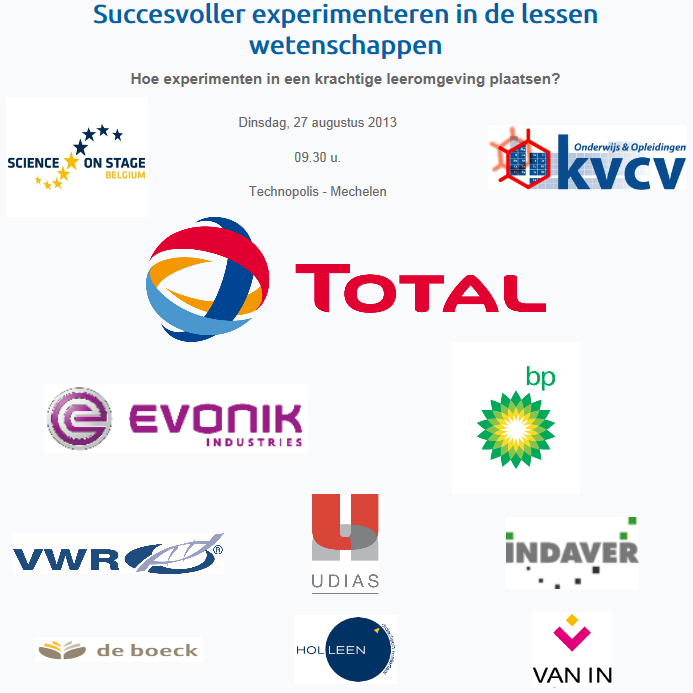 Succesvoller experimenteren in de lessen
wetenschappen
Hoe experimenten in een krachtige leeromgeving plaatsen?
Dinsdag, 27 augustus 2013
09.30 u.
Technopolis - Mechelen
SCIENCE ON STAGE
BELGIUM
Onderwijs & Opleidingen
kvcv
TOTAL
EVONIK
INDUSTRIES
bp
VWR®
UDIAS
iNDAVER
de boeck
HOLLEEN
VAN IN